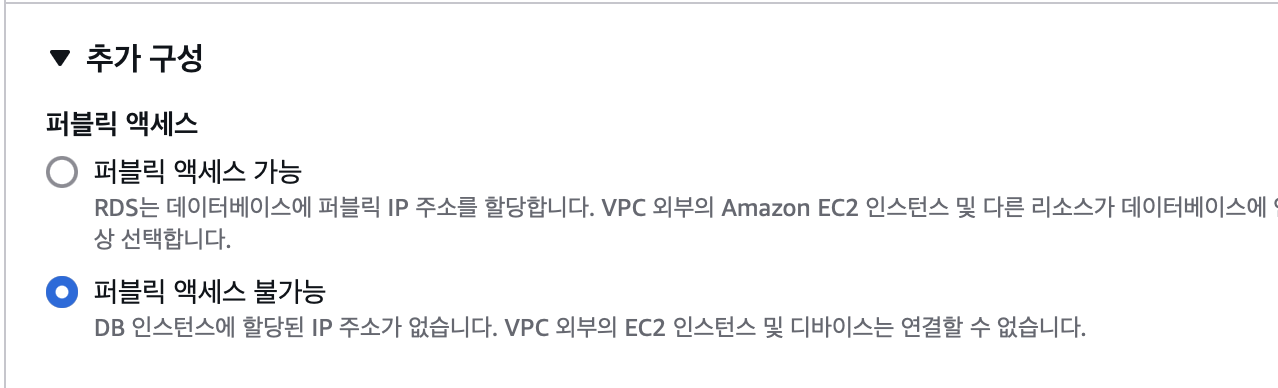 추가 구성
퍼블릭 액세스
퍼블릭 액세스 가능
RDS는 데이터베이스에 퍼블릭 IP 주소를 할당합니다. VPC 외부의 Amazon EC2 인스턴스 및 다른 리소스가 데이터베이스에
상 선택합니다.
퍼블릭 액세스 불가능
DB 인스턴스에 할당된 IP 주소가 없습니다. VPC 외부의 EC2 인스턴스 및 디바이스는 연결할 수 없습니다.